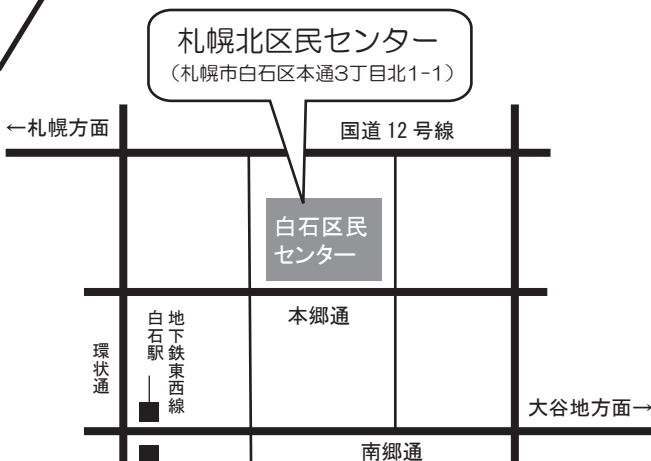 札幌北区民センター
（札幌市白石区本通3丁目北1-1）
←札幌方面
国道12号線
白石区民
センター
本郷通
地下鉄東西線
白石駅
環状通
大谷地方面→
南郷通